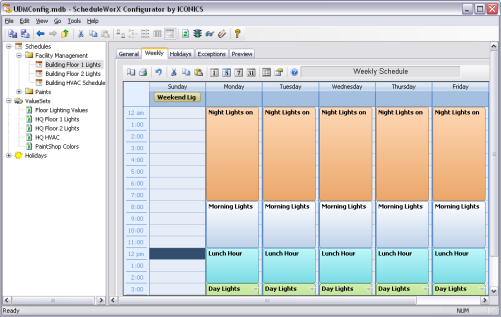 UDMConfig.mdb - ScheduleWorX Configurator by ICONICS
File Edit View Go Tools Help
Schedules
Facility Management
Building Floor 1 Lights
Building Floor 2 Lights
Building HVAC Schedule
Paints
ValueSets
Floor Lighting Values
HQ Floor 1 Lights
HQ Floor 2 Lights
HQ HVAC
PaintShop Colors
Holidays
General Weekly Holidays Exceptions Preview
1 5 7 31 Weekly Schedule
Sunday Monday Tuesday Wednesday Thursday Friday
Weekend Lig
12 am Night Lights on Night Lights on Night Lights on Night Lights on Night Lights on
1:00
2:00
3:00
4:00
5:00
6:00
7:00
8:00 Morning Lights Morning Lights Morning Lights Morning Lights Morning Lights
9:00
10:00
11:00
12 pm Lunch Hour Lunch Hour Lunch Hour Lunch Hour Lunch Hour
1:00
2:00
3:00 Day Lights Day Lights Day Lights Day Lights Day Lights
Ready NUM